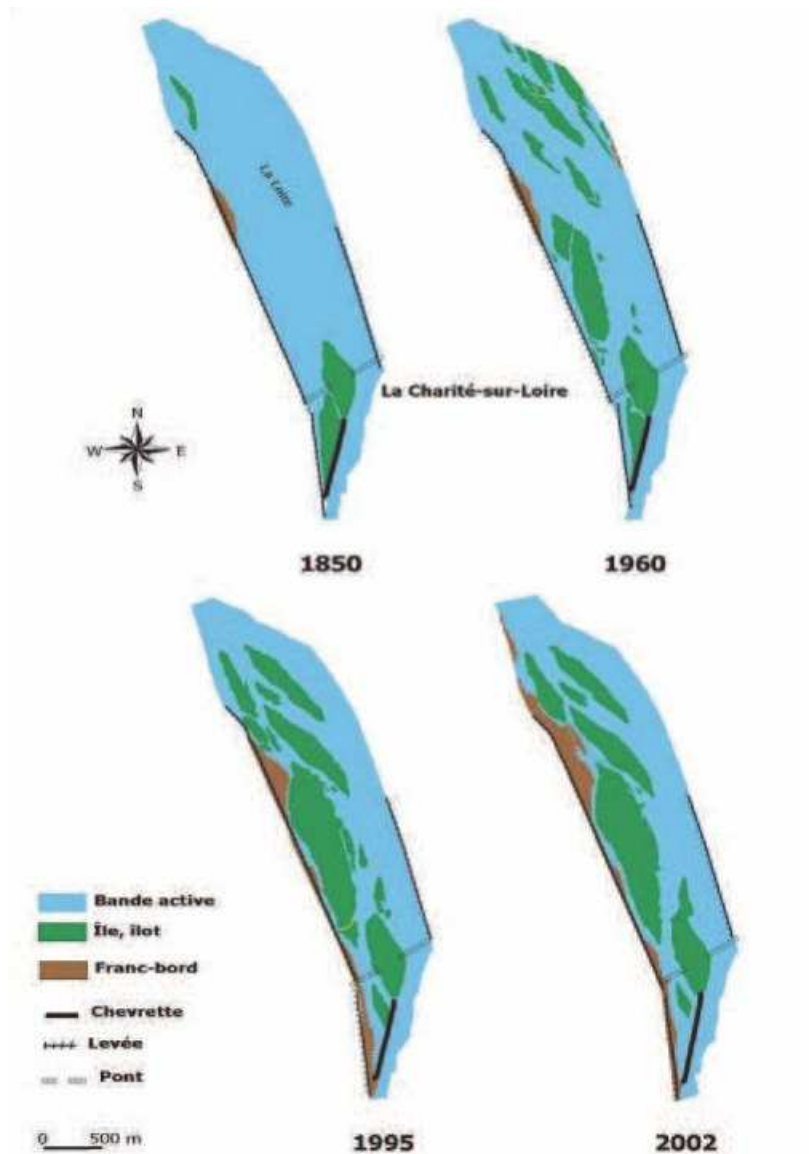 La Loire
La Charité-sur-Loire
N
W E
S
1850
1960
Bande active
Île, îlot
Franc-bord
Chevrette
Levée
Pont
0 500 m
1995
2002